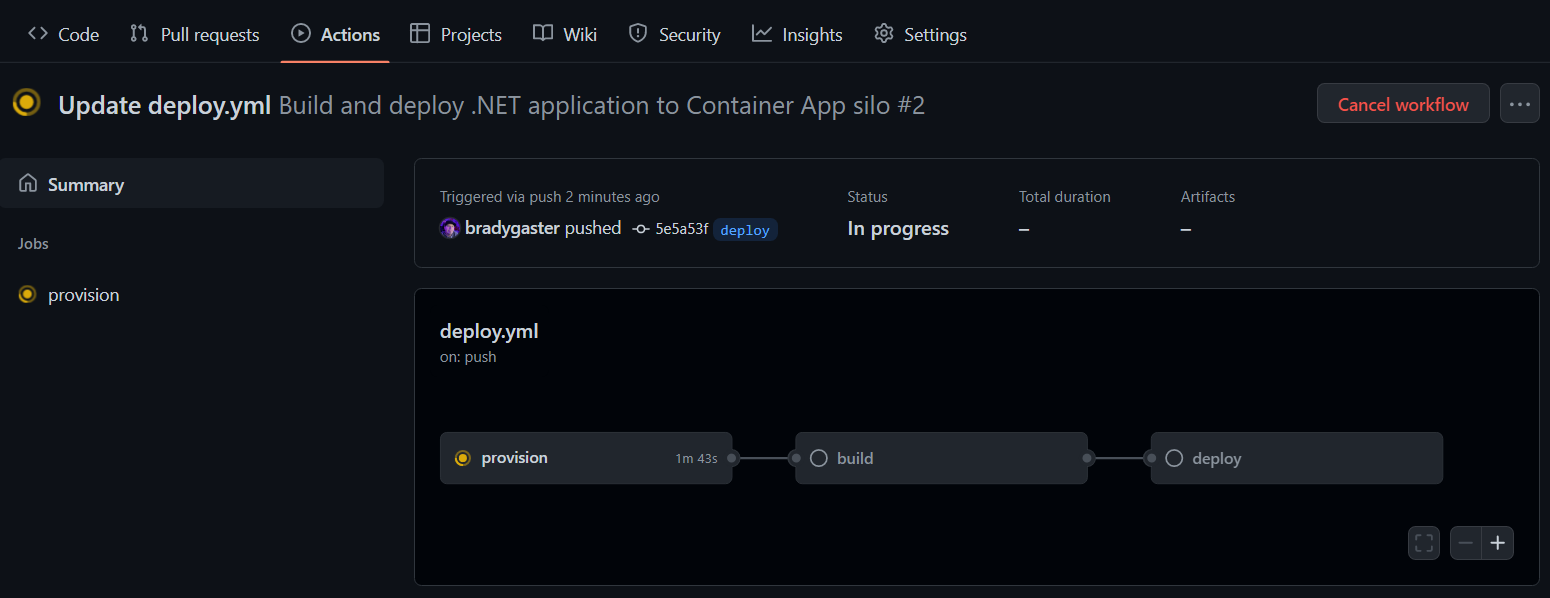 Code Pull requests Actions Projects Wiki Security Insights Settings
Update deploy.yml Build and deploy .NET application to Container App silo #2
Cancel workflow
Summary
Jobs
provision
Triggered via push 2 minutes ago
bradygaster pushed 5e5a53f deploy
Status
In progress
Total duration
–
Artifacts
–
deploy.yml
on: push
provision 1m 43s
build
deploy